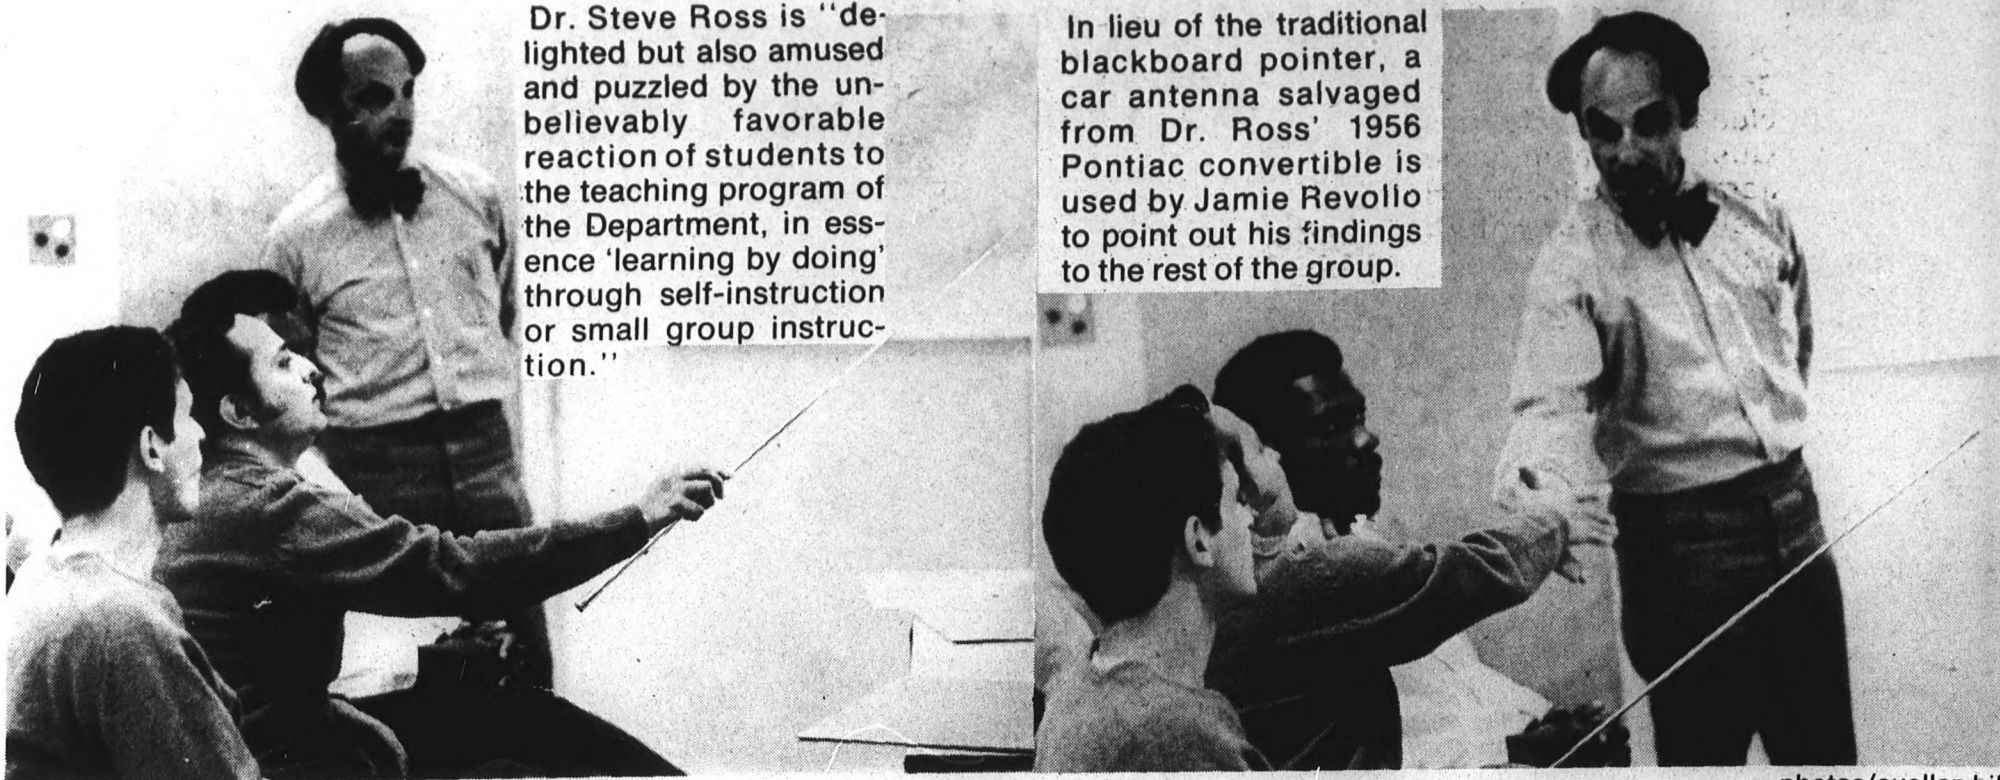 Dr. Steve Ross is "de-
lighted but also amused
and puzzled by the un-
believably favorable
reaction of students to
the teaching program of
the Department, in ess-
ence 'learning by doing'
through self-instruction
or small group instruc-
tion."
In lieu of the traditional
blackboard pointer, a
car antenna salvaged
from Dr. Ross' 1956
Pontiac convertible is
used by Jamie Revollo
to point out his findings
to the rest of the group.